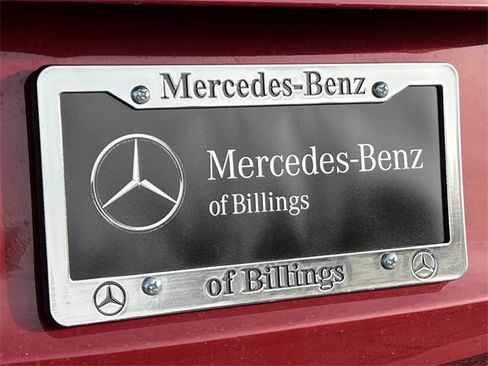 Mercedes-Benz
Mercedes-Benz
of Billings
of Billings